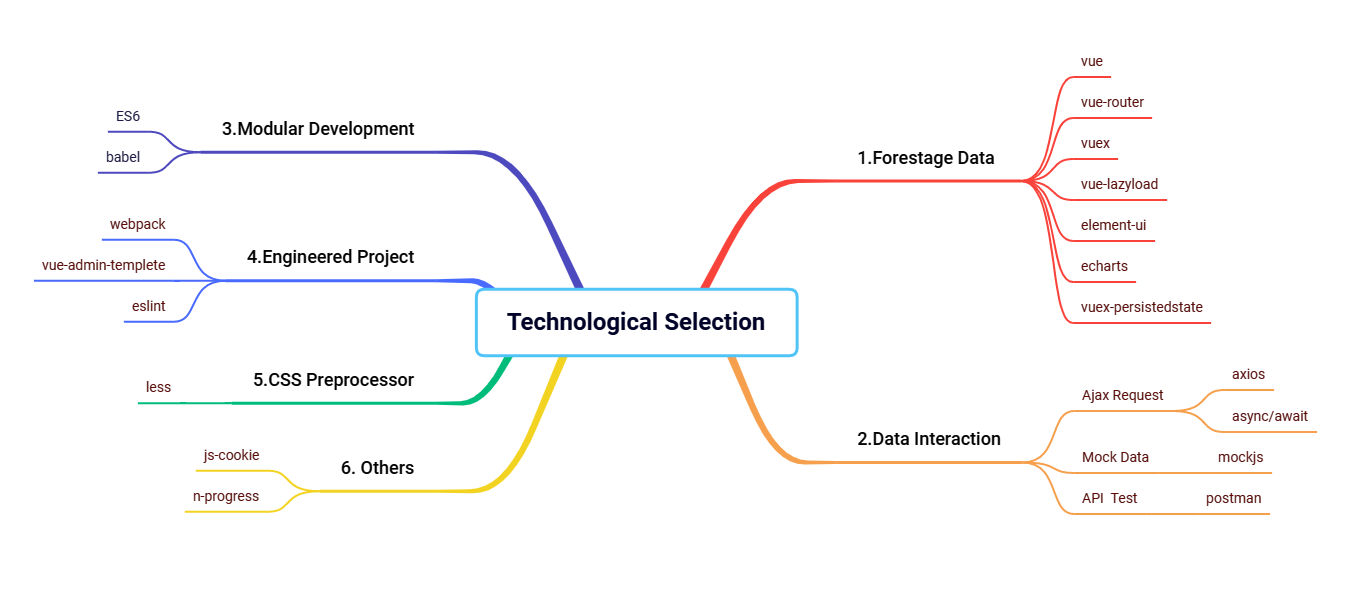 Technological Selection
1.Forestage Data
vue
vue-router
vuex
vue-lazyload
element-ui
echarts
vuex-persistedstate
2.Data Interaction
Ajax Request
axios
async/await
Mock Data
mockjs
API Test
postman
3.Modular Development
ES6
babel
4.Engineered Project
webpack
vue-admin-templete
eslint
5.CSS Preprocessor
less
6. Others
js-cookie
n-progress